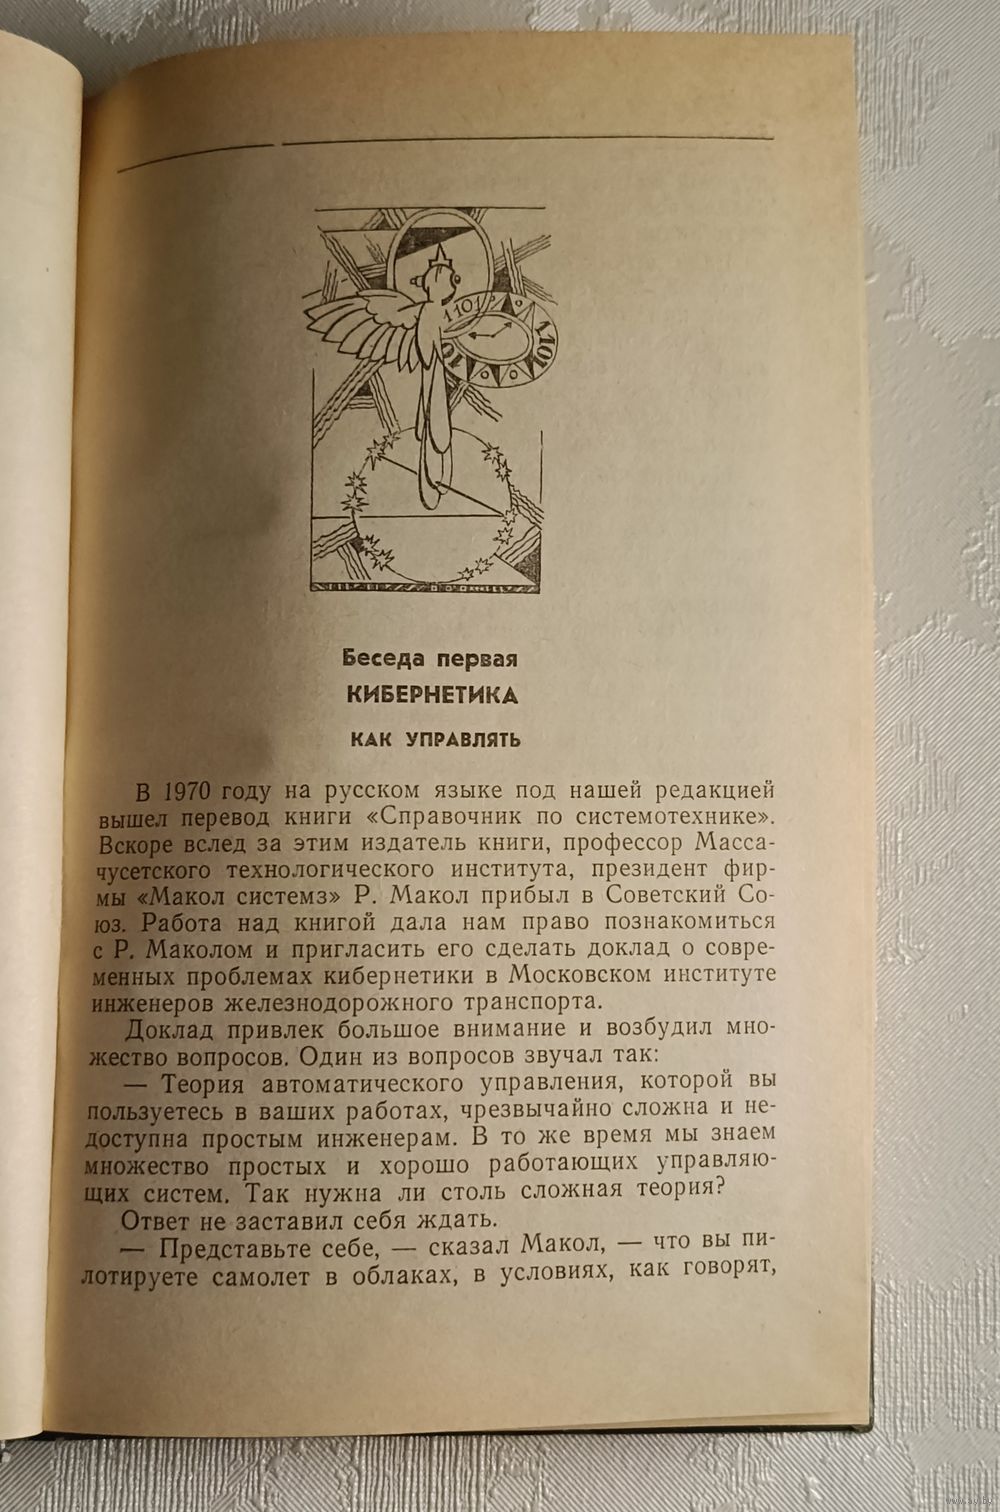 1101
1011
01
Беседа первая
КИБЕРНЕТИКА
КАК УПРАВЛЯТЬ
В 1970 году на русском языке под нашей редакцией
вышел перевод книги «Справочник по системотехнике».
Вскоре вслед за этим издатель книги, профессор Масса-
чусетского технологического института, президент фир-
мы «Макол системз» Р. Макол прибыл в Советский Со-
юз. Работа над книгой дала нам право познакомиться
с Р. Маколом и пригласить его сделать доклад о совре-
менных проблемах кибернетики в Московском институте
инженеров железнодорожного транспорта.
Доклад привлек большое внимание и возбудил мно-
жество вопросов. Один из вопросов звучал так:
— Теория автоматического управления, которой вы
пользуетесь в ваших работах, чрезвычайно сложна и не-
доступна простым инженерам. В то же время мы знаем
множество простых и хорошо работающих управляю-
щих систем. Так нужна ли столь сложная теория?
Ответ не заставил себя ждать.
— Представьте себе, — сказал Макол, — что вы пи-
лотируете самолет в облаках, в условиях, как говорят,